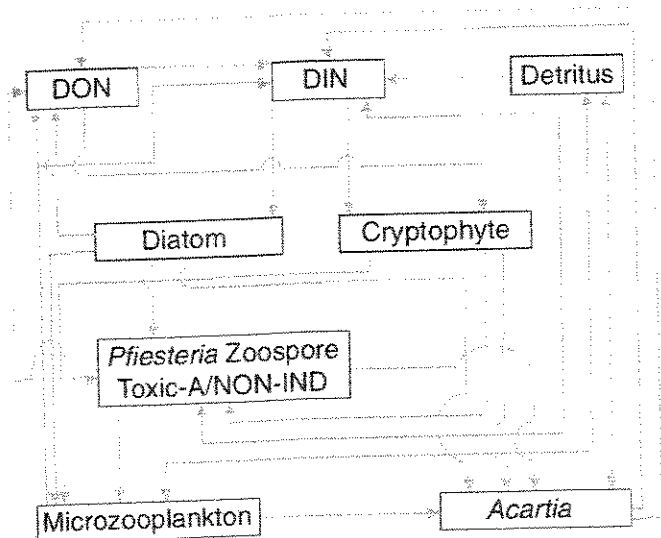 DON
DIN
Detritus
Diatom
Cryptophyte
Pfiesteria Zoospore
Toxic-A/NON-IND
Microzooplankton
Acartia